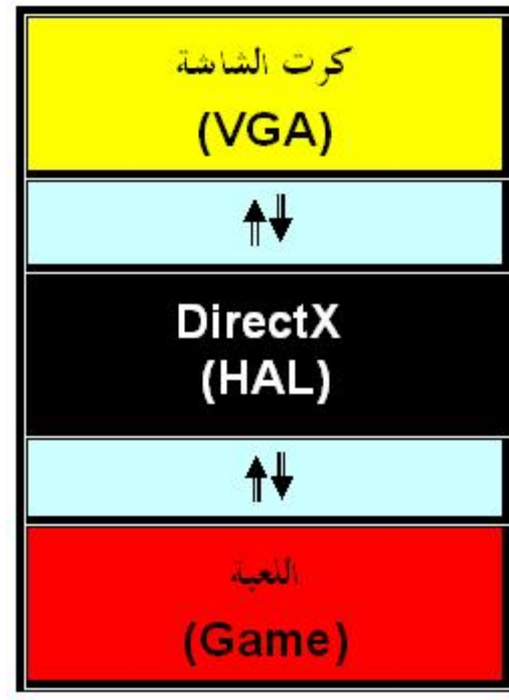 كرت الشاشة
(VGA)
DirectX
(HAL)
اللعبة
(Game)